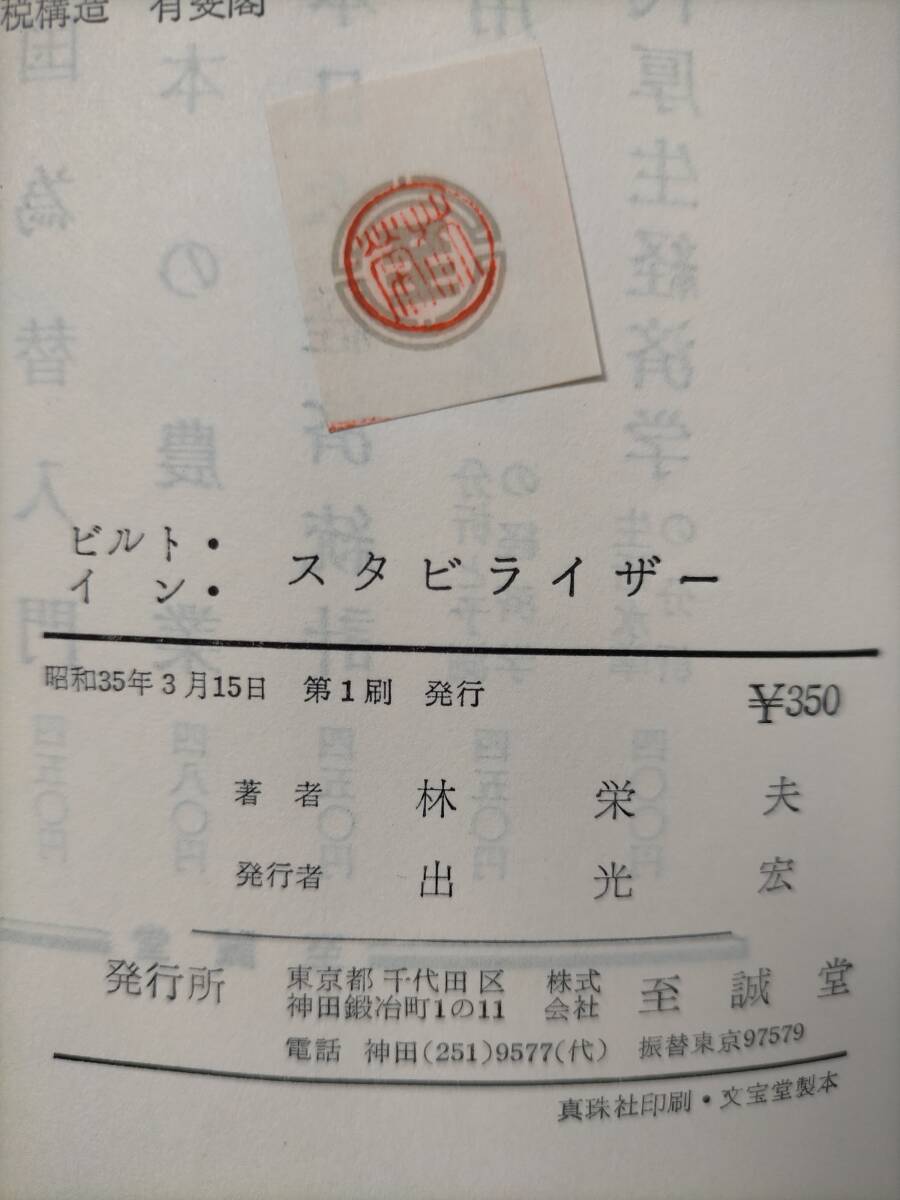 税構造 有斐閣
ビルト・
イン・ スタビライザー
昭和35年3月15日 第1刷 発行 ¥350
著者 林栄夫
発行者 出光宏
発行所 東京都千代田区 株式 至誠堂
神田鍛冶町1の11 会社
電話 神田(251)9577(代) 振替東京97579
真珠社印刷・文宝堂製本